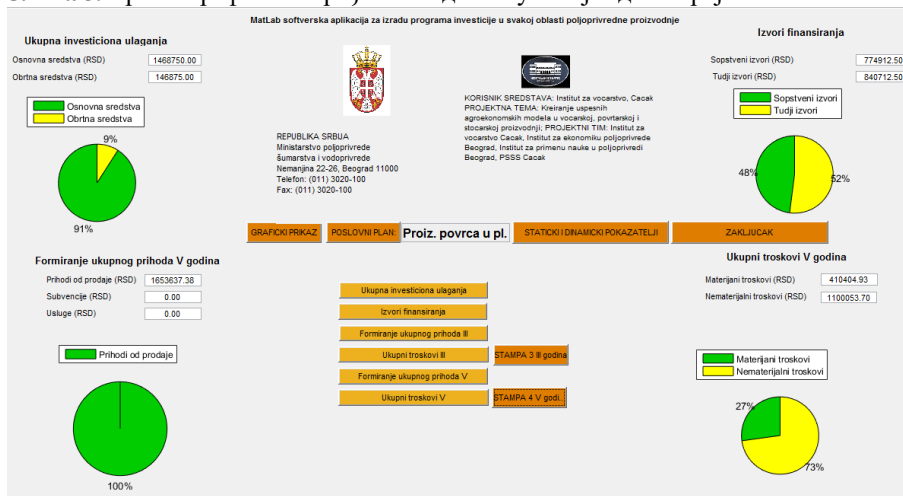 MatLab softverska aplikacija za izradu programa investicije u svakoj oblasti poljoprivredne proizvodnje
Ukupna investiciona ulaganja
Osnovna sredstva (RSD) 1468750.00
Obrtna sredstva (RSD) 146875.00
Osnovna sredstva
Obrtna sredstva
9%
91%
REPUBLIKA SRBUA
Ministarstvo poljoprivrede
šumarstva i vodoprivrede
Nemanjina 22-26, Beograd 11000
Telefon: (011) 3020-100
Fax: (011) 3020-100
KORISNIK SREDSTAVA: Institut za vocarstvo, Cacak
PROJEKTNA TEMA: Kreiranje uspesnih
agroekonomskih modela u vocarskoj, povrtarskoj i
stocarskoj proizvodnji; PROJEKTNI TIM: Institut za
vocarstvo Cacak, Institut za ekonomiku poljoprivrede
Beograd, Institut za primenu nauke u poljoprivredi
Beograd, PSSS Cacak
Izvori finansiranja
Sopstveni izvori (RSD) 774912.50
Tudji izvori (RSD) 840712.50
Sopstveni izvori
Tudji izvori
48%
52%
GRAFICKI PRIKAZ POSLOVNI PLAN: Proiz. povrca u pl. STATICKI I DINAMICKI POKAZATELJI ZAKLJUCAK
Formiranje ukupnog prihoda V godina
Prihodi od prodaje (RSD) 1653637.38
Subvencije (RSD) 0.00
Usluge (RSD) 0.00
Prihodi od prodaje
100%
Ukupna investiciona ulaganja
Izvori finansiranja
Formiranje ukupnog prihoda III
Ukupni troskovi III STAMPA 3 III godina
Formiranje ukupnog prihoda V
Ukupni troskovi V STAMPA 4 V godi..
Ukupni troskovi V godina
Materijani troskovi (RSD) 410404.93
Nematerijalni troskovi (RSD) 1100053.70
Materijani troskovi
Nematerijalni troskovi
27%
73%